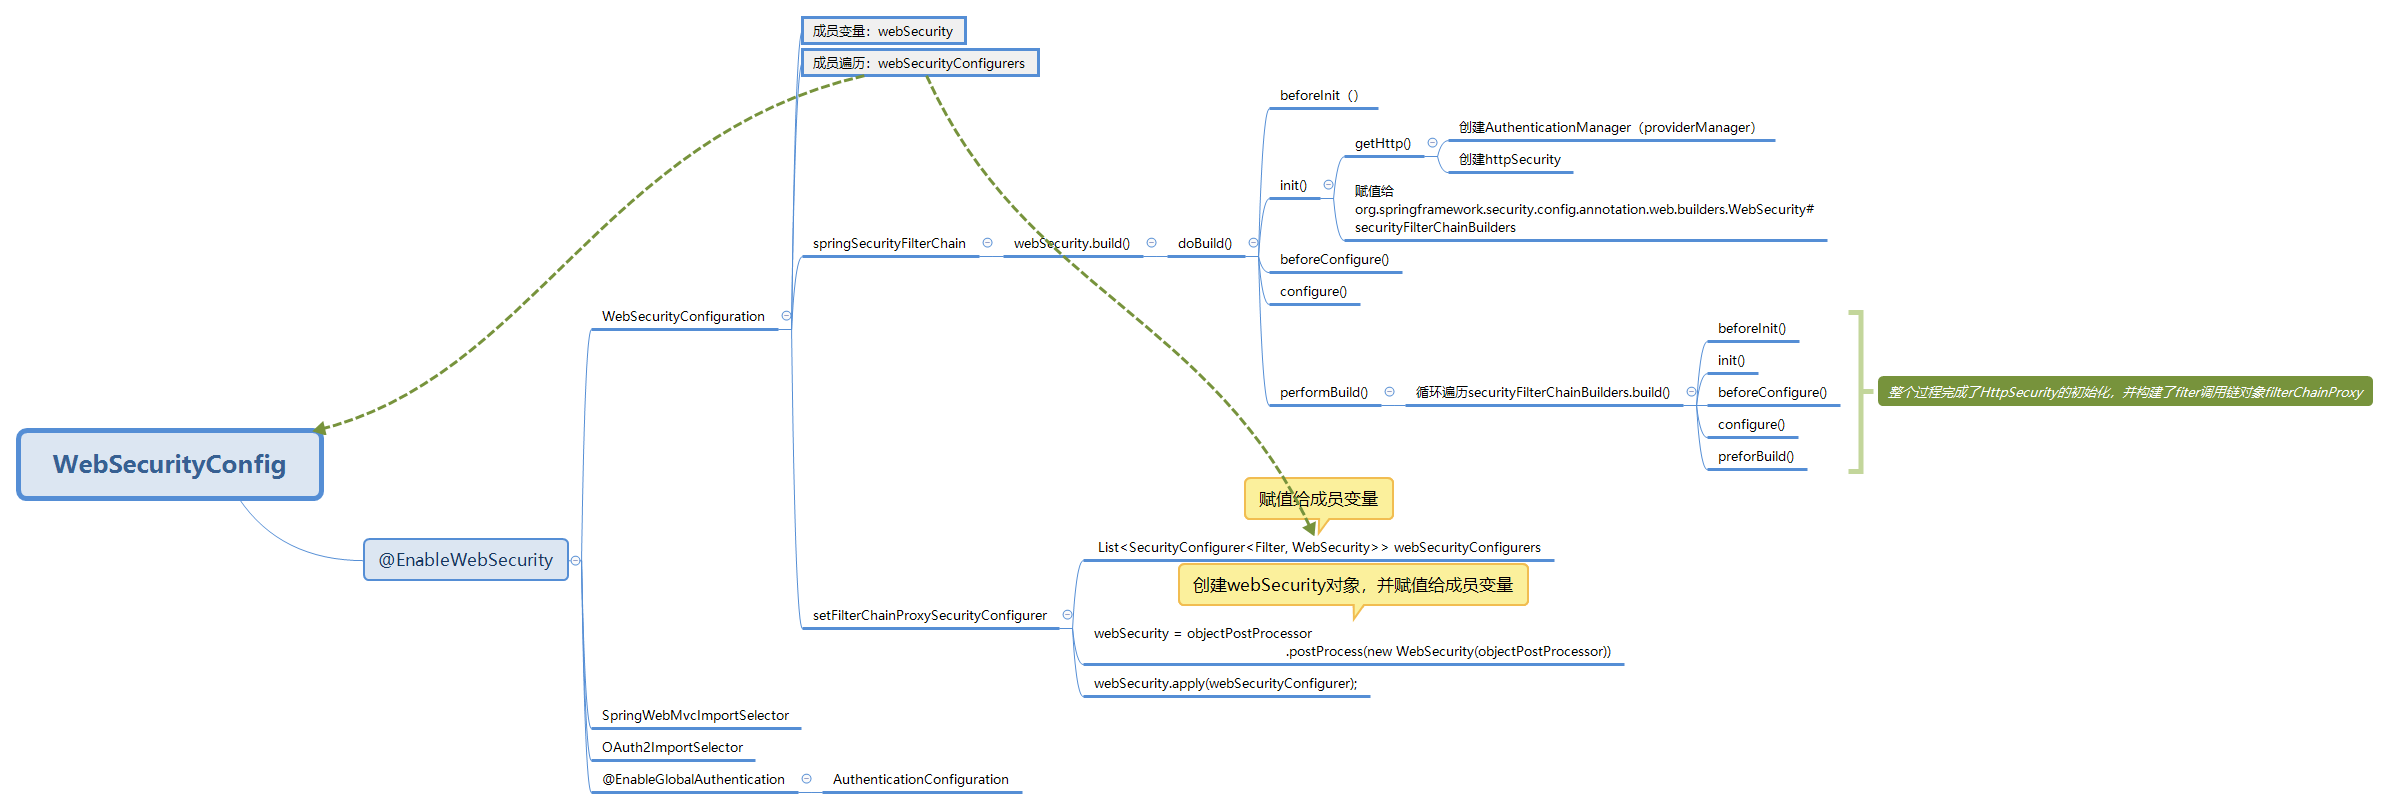 成员变量：webSecurity
成员遍历：webSecurityConfigurers
beforeInit（）
创建AuthenticationManager（providerManager）
getHttp()
创建httpSecurity
init()
赋值给
org.springframework.security.config.annotation.web.builders.WebSecurity#
securityFilterChainBuilders
springSecurityFilterChain
webSecurity.build()
doBuild()
beforeConfigure()
configure()
WebSecurityConfiguration
performBuild()
循环遍历securityFilterChainBuilders.build()
beforeInit()
init()
beforeConfigure()
configure()
preforBuild()
整个过程完成了HttpSecurity的初始化，并构建了fiter调用链对象filterChainProxy
WebSecurityConfig
@EnableWebSecurity
赋值给成员变量
List<SecurityConfigurer<Filter, WebSecurity>> webSecurityConfigurers
创建webSecurity对象，并赋值给成员变量
setFilterChainProxySecurityConfigurer
webSecurity = objectPostProcessor
.postProcess(new WebSecurity(objectPostProcessor))
webSecurity.apply(webSecurityConfigurer);
SpringWebMvcImportSelector
OAuth2ImportSelector
@EnableGlobalAuthentication
AuthenticationConfiguration